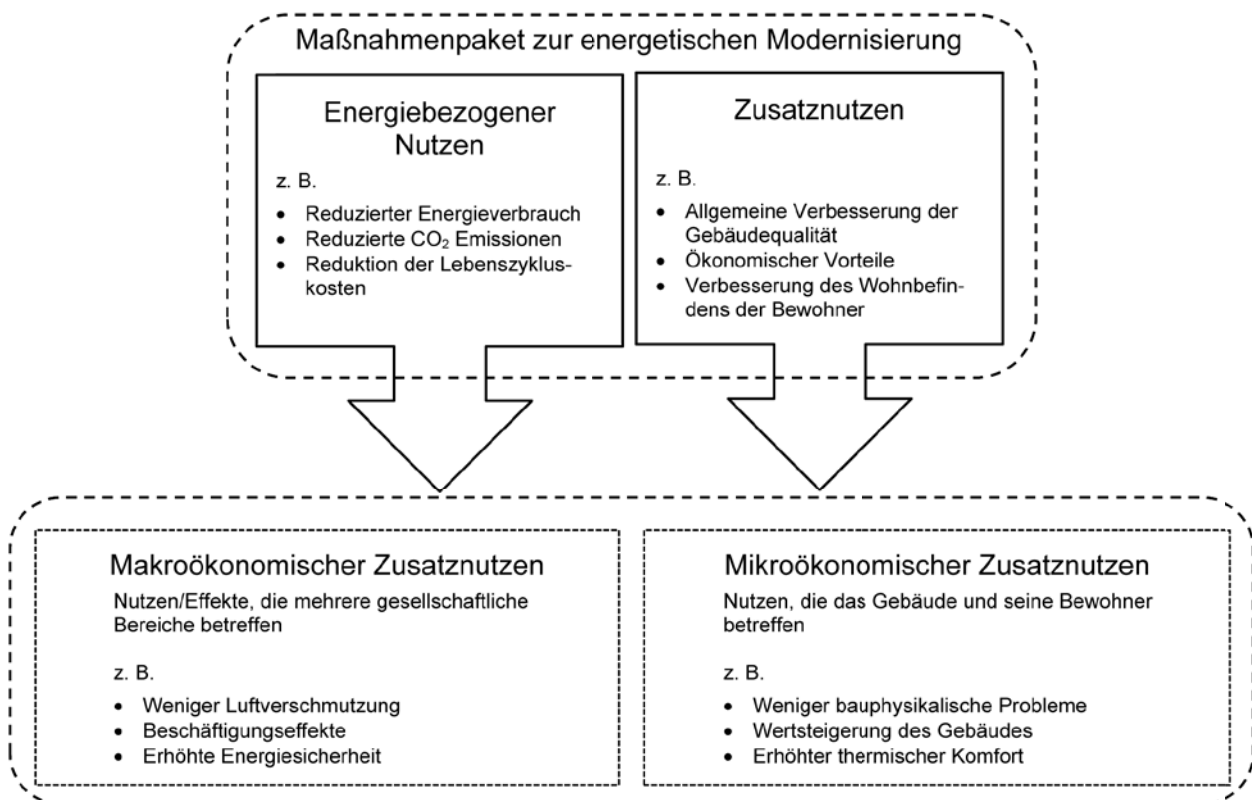 Maßnahmenpaket zur energetischen Modernisierung
Energiebezogener
Nutzen
z. B.
• Reduzierter Energieverbrauch
• Reduzierte CO₂ Emissionen
• Reduktion der Lebenszyklus-
kosten
Zusatznutzen
z. B.
• Allgemeine Verbesserung der
Gebäudequalität
• Ökonomischer Vorteile
• Verbesserung des Wohnbefin-
dens der Bewohner
Makroökonomischer Zusatznutzen
Nutzen/Effekte, die mehrere gesellschaftliche
Bereiche betreffen
z. B.
• Weniger Luftverschmutzung
• Beschäftigungseffekte
• Erhöhte Energiesicherheit
Mikroökonomischer Zusatznutzen
Nutzen, die das Gebäude und seine Bewohner
betreffen
z. B.
• Weniger bauphysikalische Probleme
• Wertsteigerung des Gebäudes
• Erhöhter thermischer Komfort